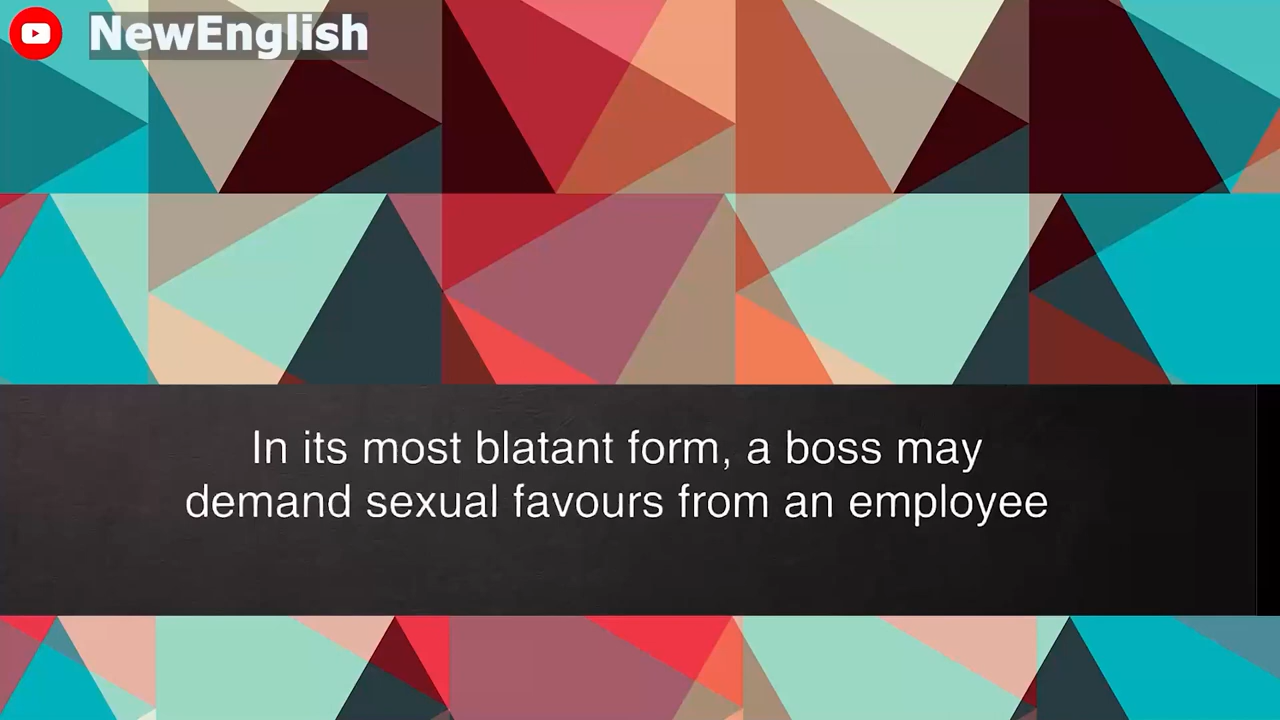 NewEnglish
In its most blatant form, a boss may
demand sexual favours from an employee